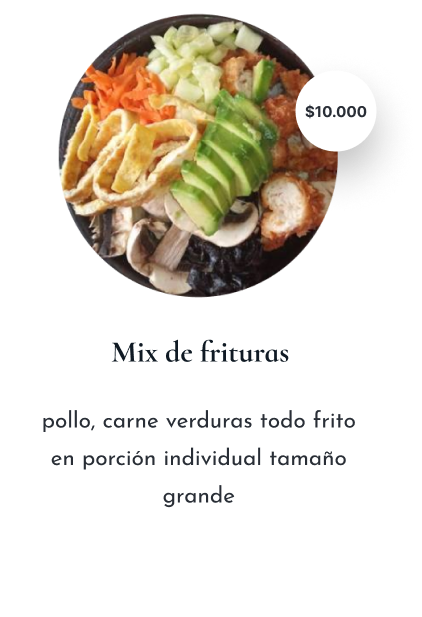 $10.000
Mix de frituras
pollo, carne verduras todo frito
en porción individual tamaño
grande